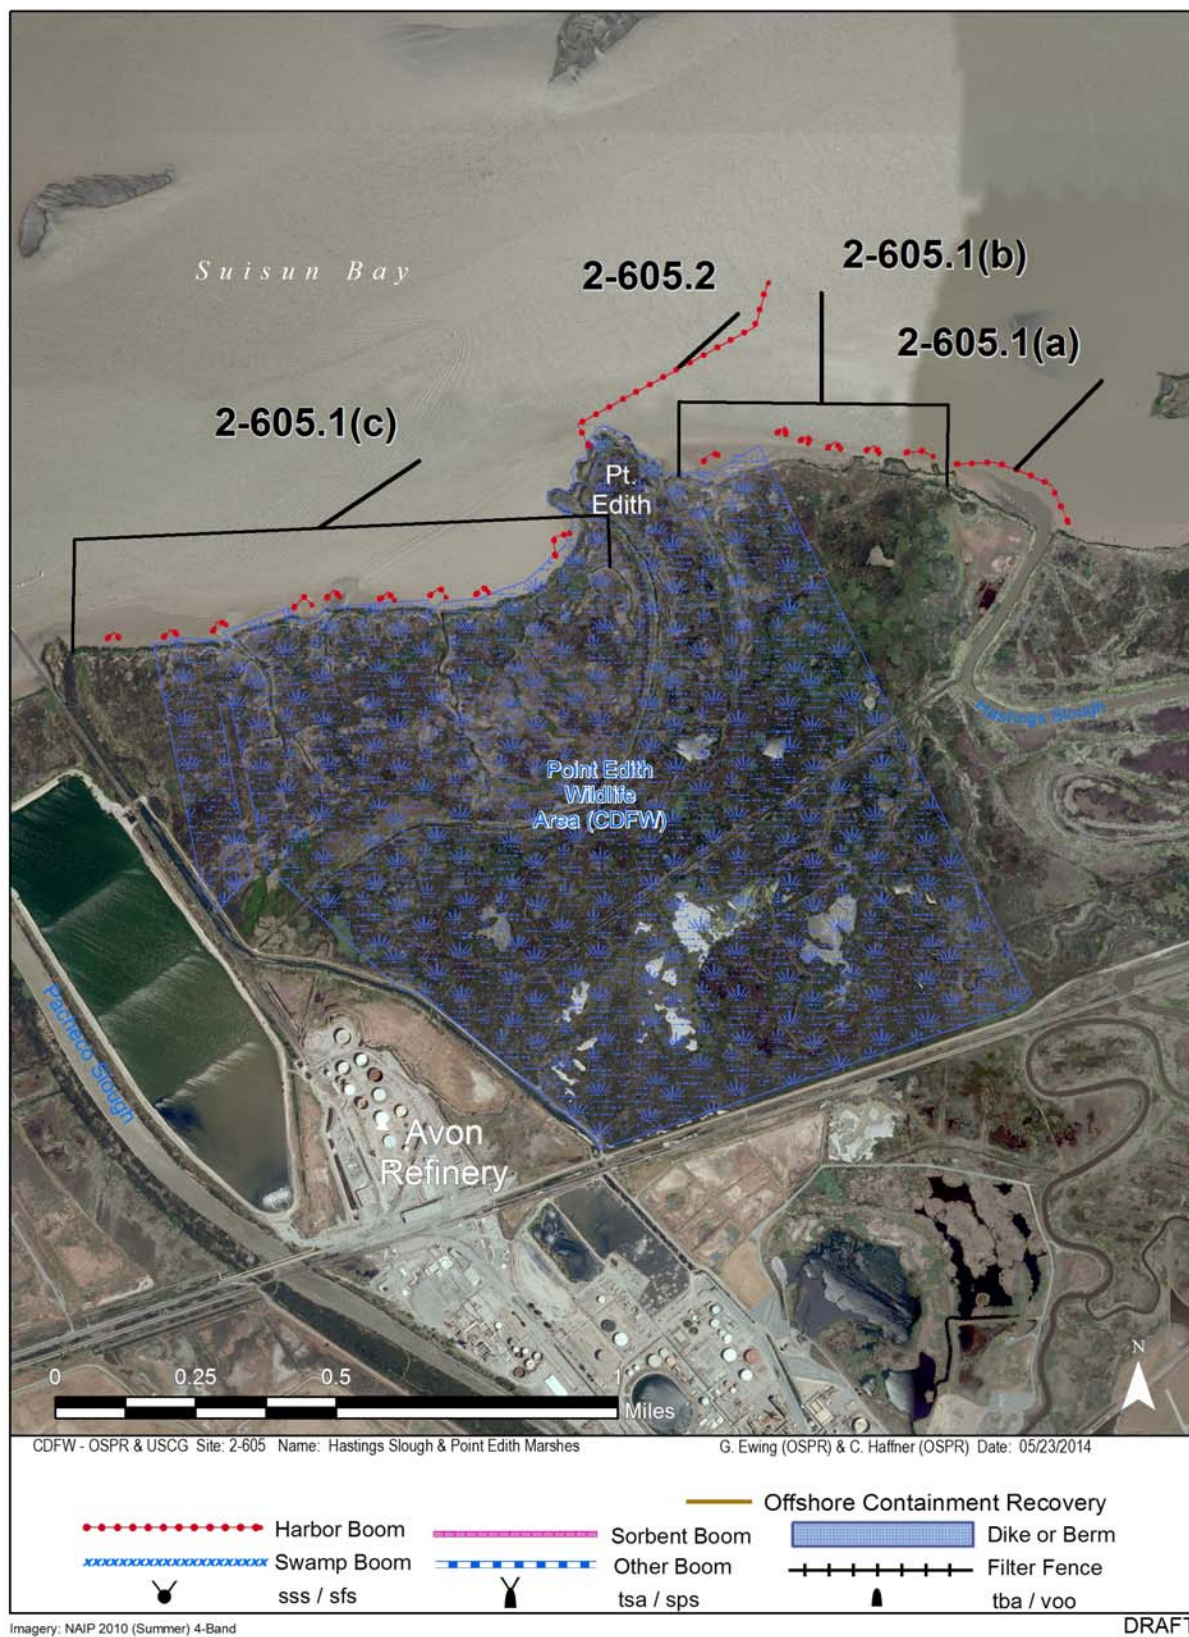 Suisun Bay
2-605.2
2-605.1(b)
2-605.1(a)
2-605.1(c)
Pt.
Edith
Hastings Slough
Point Edith
Wildlife
Area (CDFW)
Pacheco Slough
Avon
Refinery
0 0.25 0.5 1
Miles
N
CDFW - OSPR & USCG Site: 2-605 Name: Hastings Slough & Point Edith Marshes G. Ewing (OSPR) & C. Haffner (OSPR) Date: 05/23/2014
Offshore Containment Recovery
Harbor Boom Sorbent Boom Dike or Berm
Swamp Boom Other Boom Filter Fence
sss / sfs tsa / sps tba / voo
Imagery: NAIP 2010 (Summer) 4-Band DRAFT